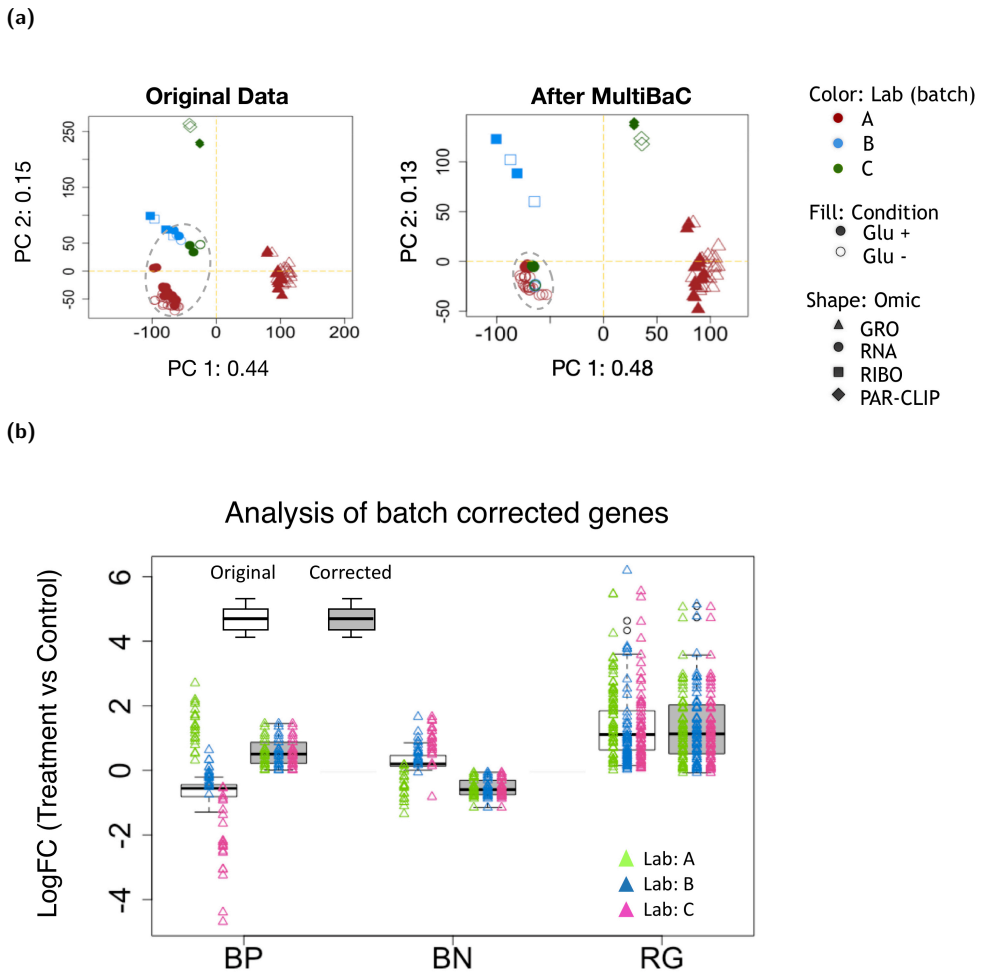 (a)
Original Data
After MultiBaC
PC 2: 0.15
250
150
50
0
-50
-100
0
100
200
PC 1: 0.44
PC 2: 0.13
100
50
0
-50
-100
0
50
100
PC 1: 0.48
Color: Lab (batch)
A
B
C
Fill: Condition
Glu +
Glu -
Shape: Omic
GRO
RNA
RIBO
PAR-CLIP
(b)
Analysis of batch corrected genes
LogFC (Treatment vs Control)
6
4
2
0
-2
-4
Original
Corrected
Lab: A
Lab: B
Lab: C
BP
BN
RG